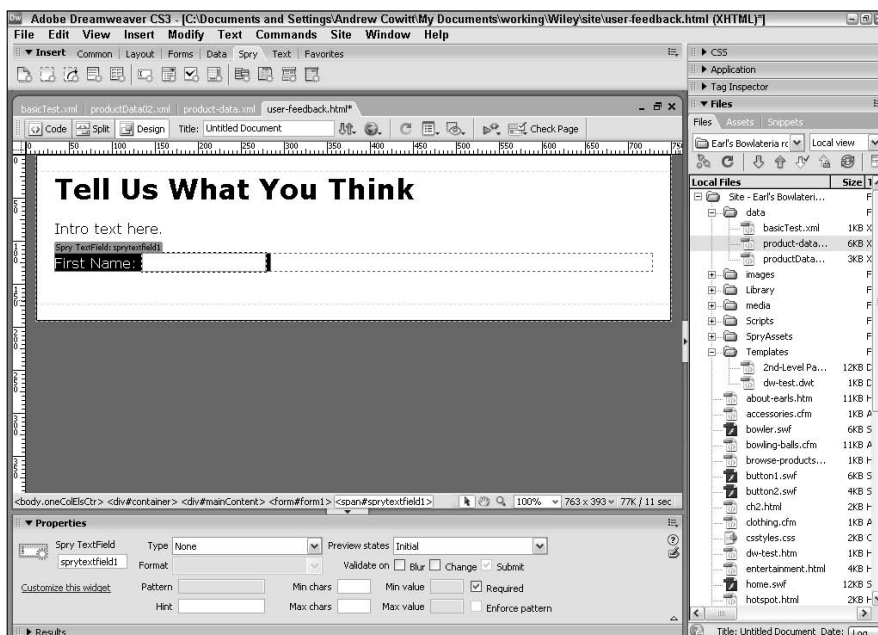 Adobe Dreamweaver CS3 - [C:\Documents and Settings\Andrew Cowitt\My Documents\working\Wiley\site\user-feedback.html (XHTML)*]
File Edit View Insert Modify Text Commands Site Window Help
Insert Common Layout Forms Data Spry Text Favorites
basicTest.xml productData02.xml product-data.xml user-feedback.html*
Code Split Design Title: Untitled Document Check Page
Tell Us What You Think
Intro text here.
Spry TextField: sprytextfield1
First Name:
<body.oneColElsCtr> <div#container> <div#mainContent> <form#form1> <span#sprytextfield1> 100% 763 x 393 77K / 11 sec
Properties
Spry TextField Type None Preview states Initial
sprytextfield1 Format Validate on Blur Change Submit
Customize this widget Pattern Min chars Min value Required
Hint Max chars Max value Enforce pattern
Results
CSS
Application
Tag Inspector
Files
Files Assets Snippets
Earl's Bowlateria rc Local view
Local Files Size
Site - Earl's Bowlateri... F
data F
basicTest.xml 1KB X
product-data... 6KB X
productData... 3KB X
images F
Library F
media F
Scripts F
SpryAssets F
Templates F
2nd-Level Pa... 12KB D
dw-test.dwt 1KB D
about-earls.htm 11KB H
accessories.cfm 1KB A
bowler.swf 6KB S
bowling-balls.cfm 11KB A
browse-products... 1KB H
button1.swf 6KB S
button2.swf 4KB S
ch2.html 2KB H
clothing.cfm 1KB A
csstyles.css 2KB C
dw-test.htm 1KB H
entertainment.html 4KB H
home.swf 12KB S
hotspot.html 2KB H
Title: Untitled Document Date: Log